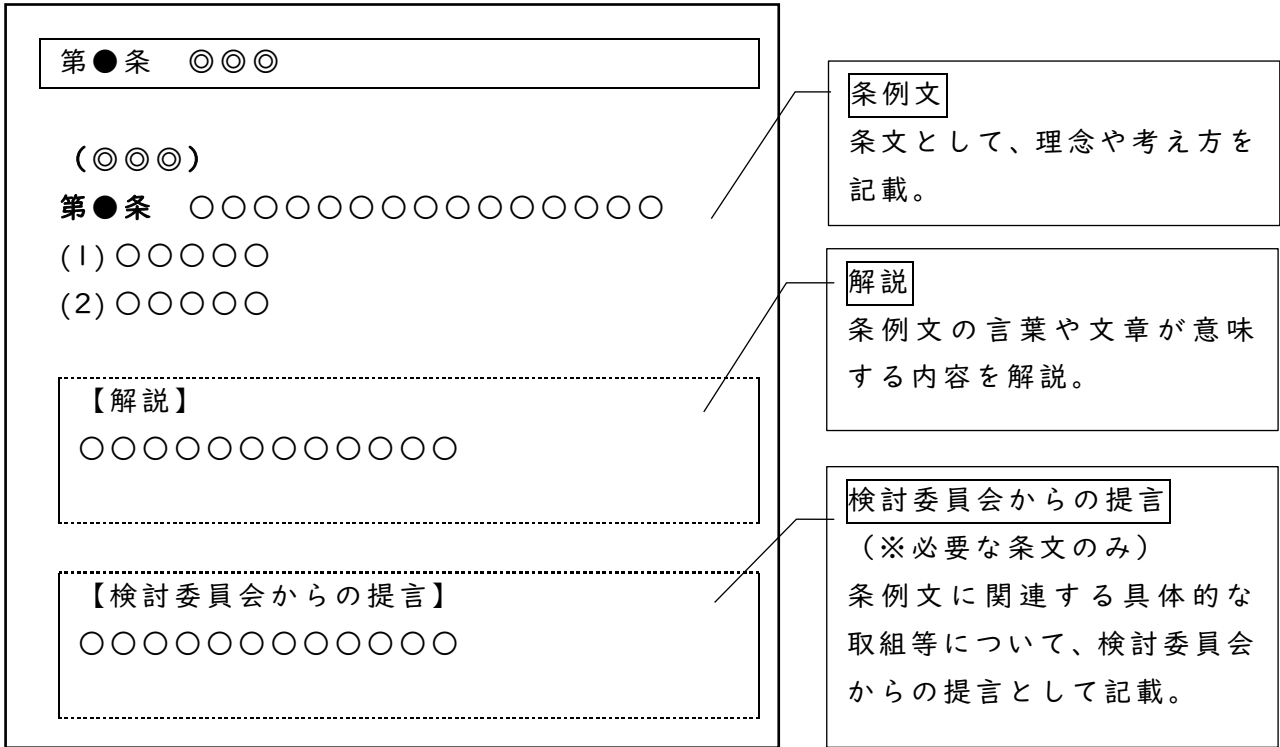 第●条　◎◎◎
（◎◎◎）
第●条　○○○○○○○○○○○○○○○
(1)○○○○○
(2)○○○○○
【解説】
○○○○○○○○○○○○
【検討委員会からの提言】
○○○○○○○○○○○○
条例文
条文として、理念や考え方を
記載。
解説
条例文の言葉や文章が意味
する内容を解説。
検討委員会からの提言
（※必要な条文のみ）
条例文に関連する具体的な
取組等について、検討委員会
からの提言として記載。